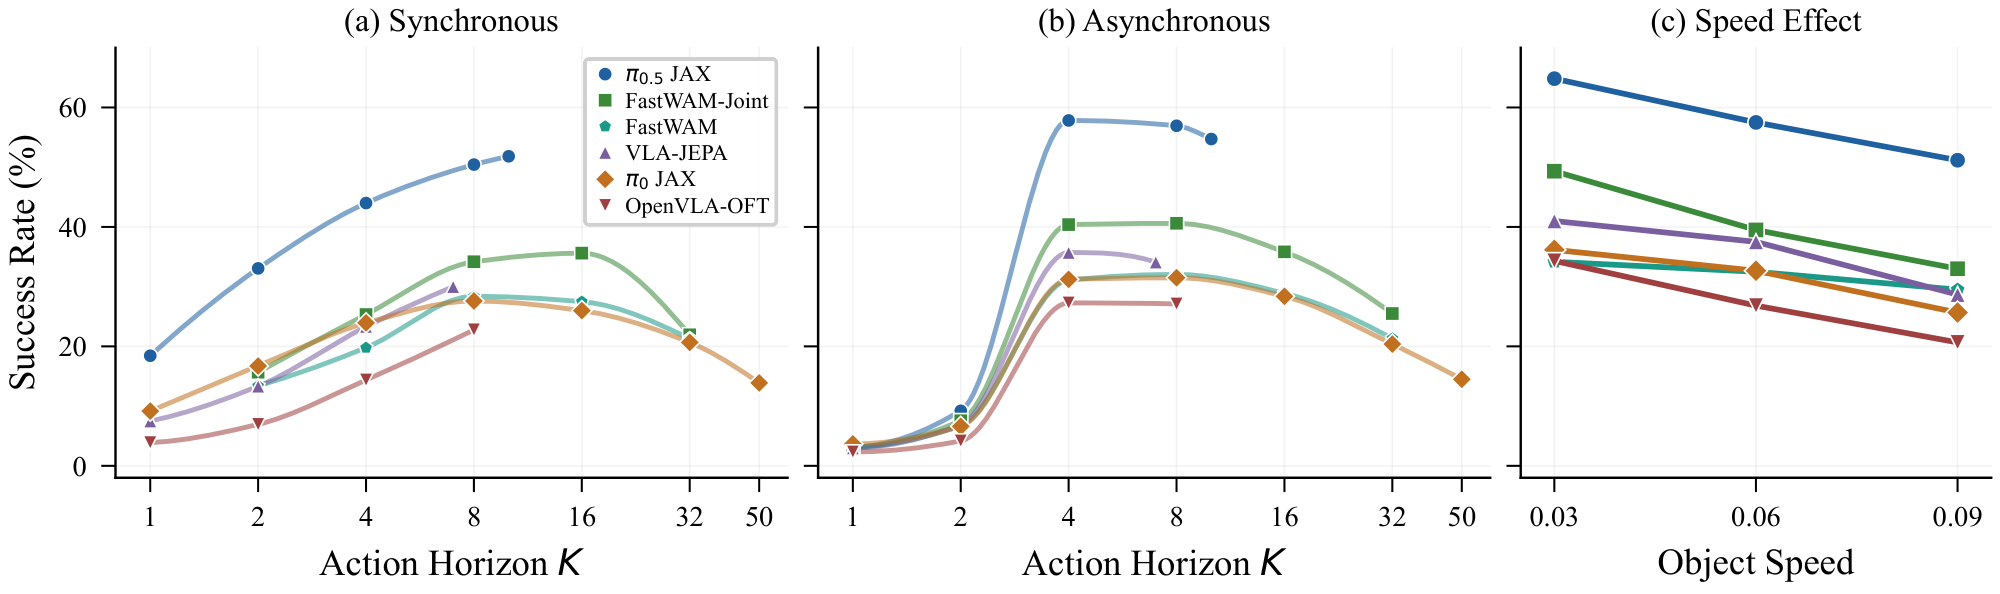 (a) Synchronous
(b) Asynchronous
(c) Speed Effect
Success Rate (%)
60
40
20
0
π0.5 JAX
FastWAM-Joint
FastWAM
VLA-JEPA
π0 JAX
OpenVLA-OFT
1 2 4 8 16 32 50
1 2 4 8 16 32 50
0.03 0.06 0.09
Action Horizon K
Action Horizon K
Object Speed